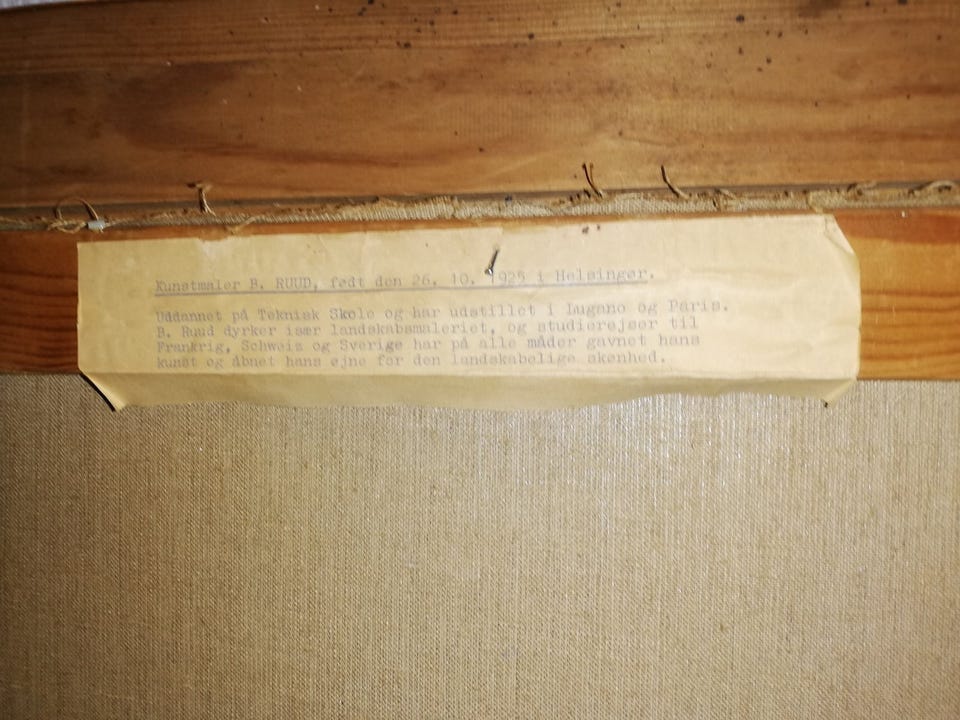 Kunstmaler B. RUUD, født den 26. 10. 1925 i Helsingør.
Uddannet på Teknisk Skole og har udstillet i Lugano og Paris.
B. Ruud dyrker især landskabsmaleriet, og studierejser til
Frankrig, Schweiz og Sverige har på alle måder gavnet hans
kunst og åbnet hans øjne for den landskabelige skønhed.